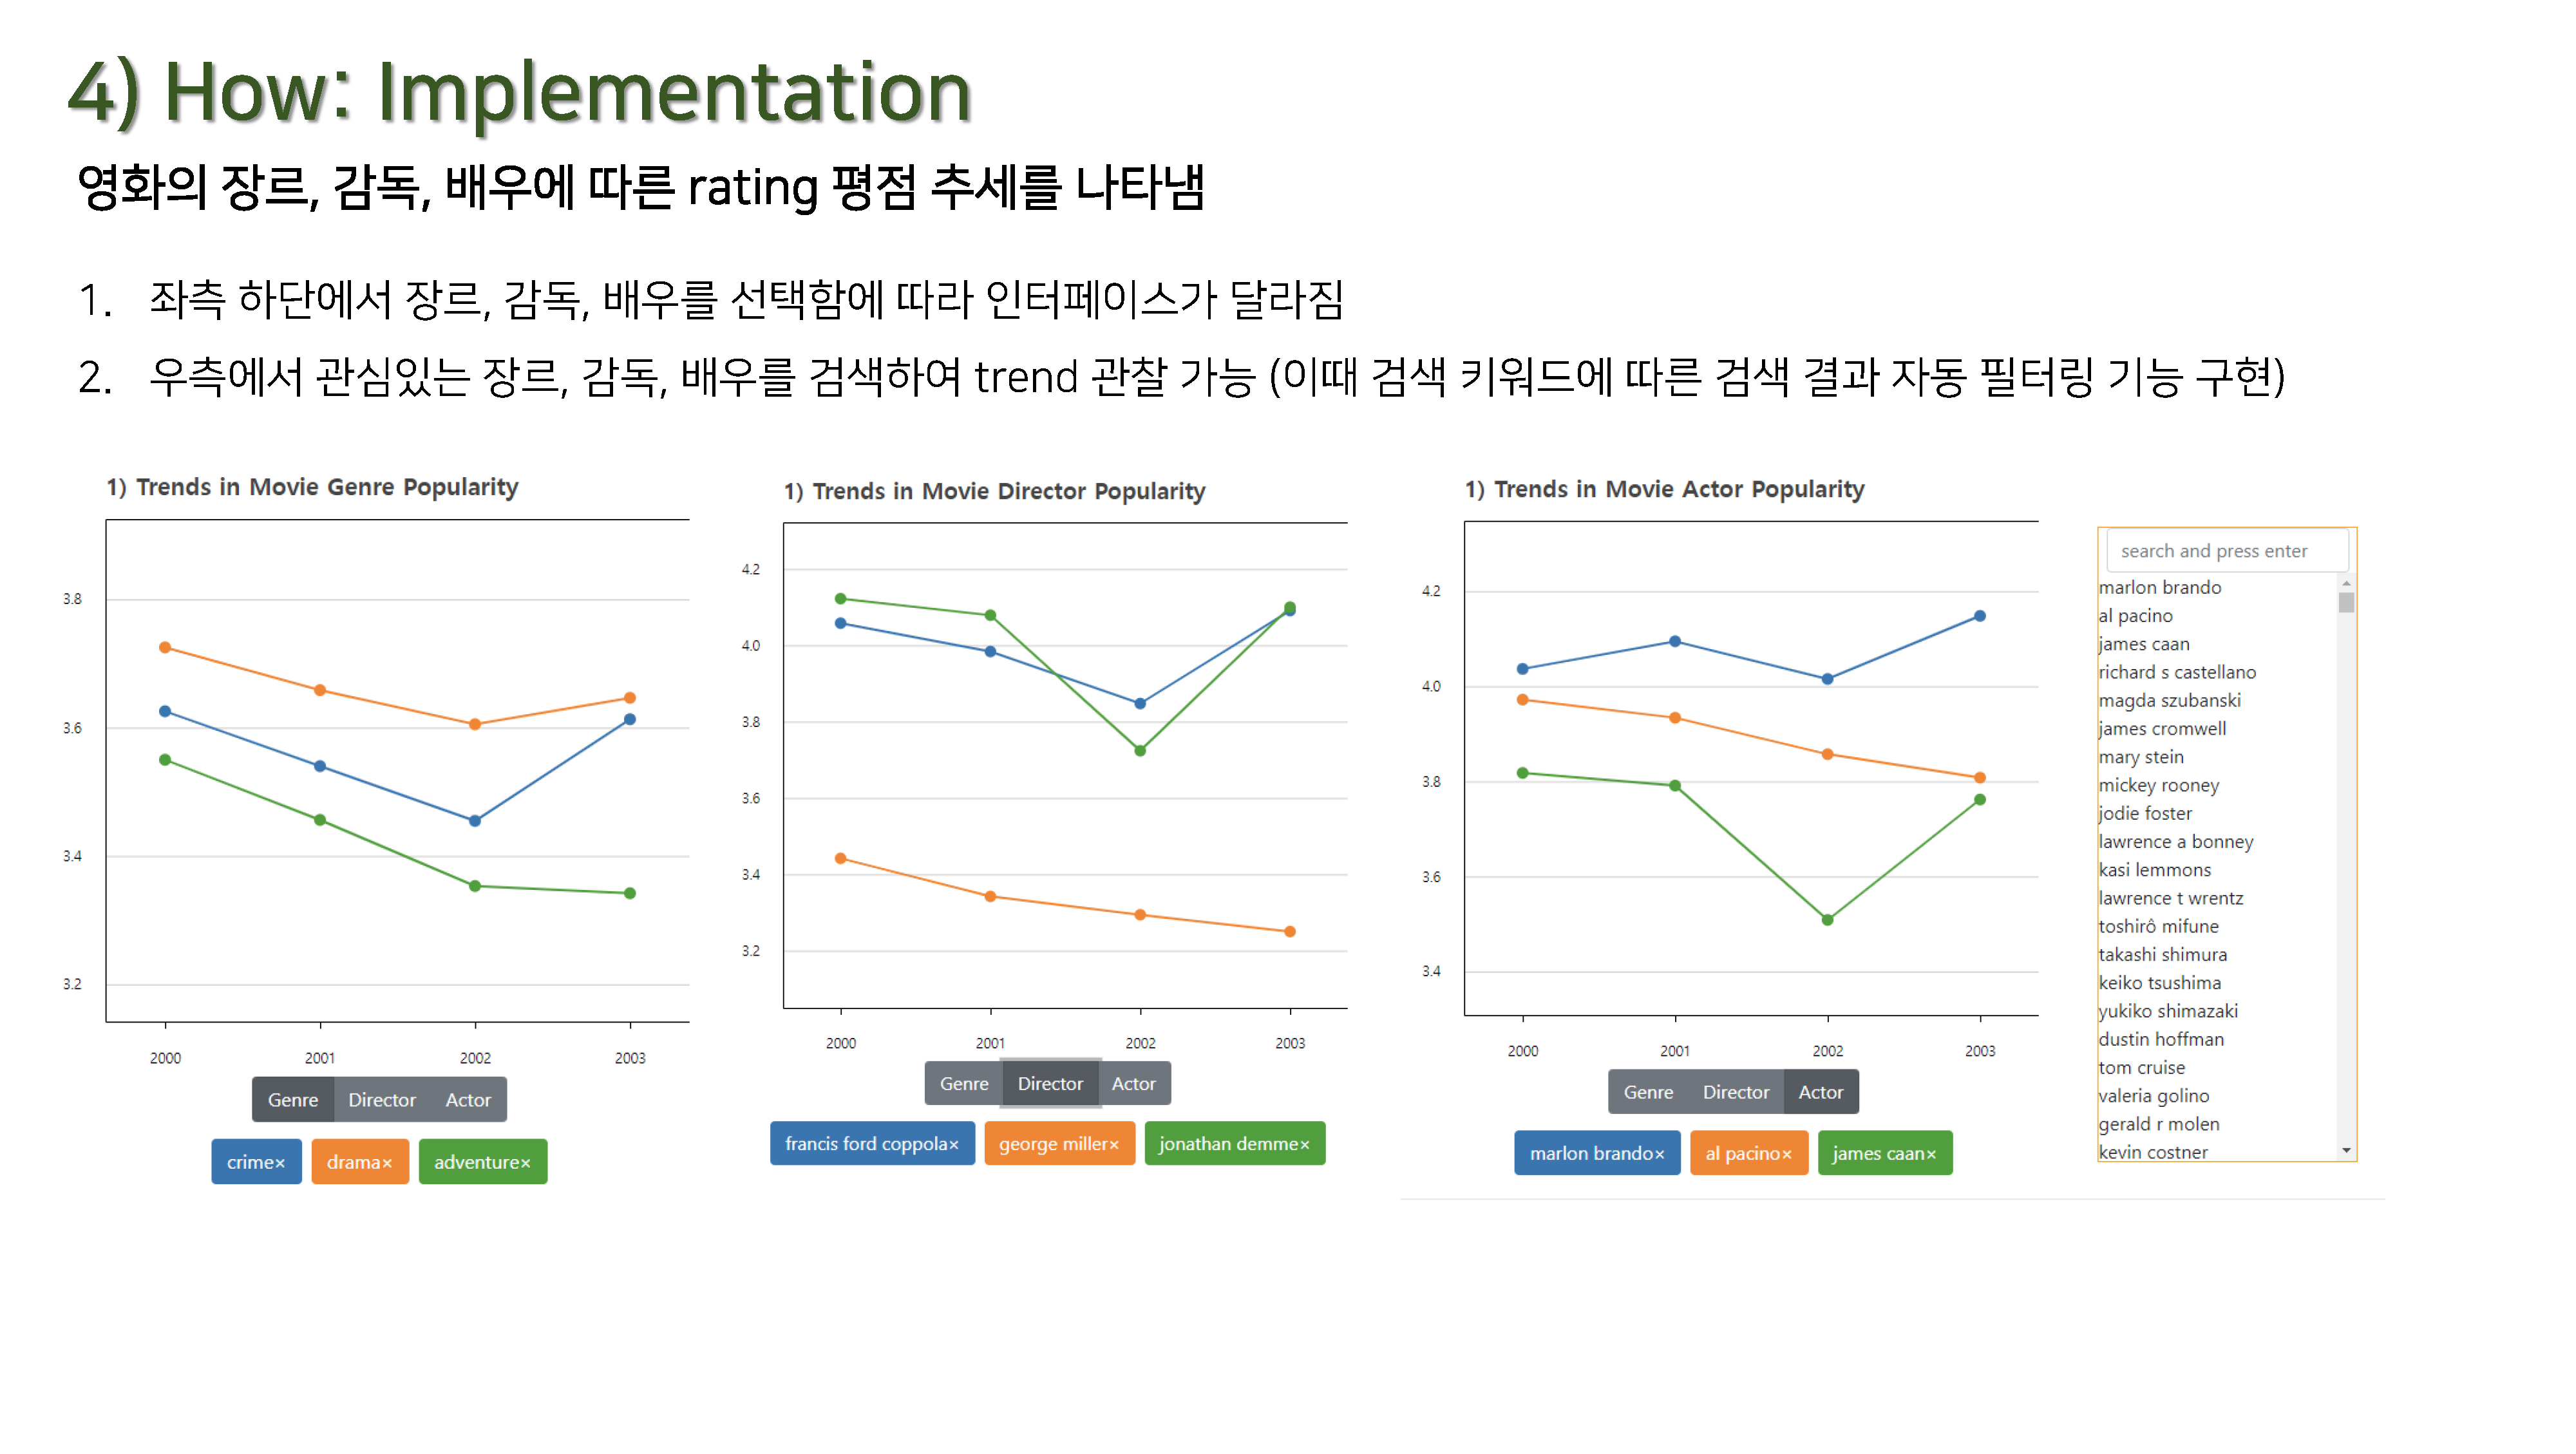 4) How: Implementation
영화의 장르, 감독, 배우에 따른 rating 평점 추세를 나타냄
1. 좌측 하단에서 장르, 감독, 배우를 선택함에 따라 인터페이스가 달라짐
2. 우측에서 관심있는 장르, 감독, 배우를 검색하여 trend 관찰 가능 (이때 검색 키워드에 따른 검색 결과 자동 필터링 기능 구현)
1) Trends in Movie Genre Popularity
3.8
3.6
3.4
3.2
2000 2001 2002 2003
Genre Director Actor
crime× drama× adventure×
1) Trends in Movie Director Popularity
4.2
4.0
3.8
3.6
3.4
3.2
2000 2001 2002 2003
Genre Director Actor
francis ford coppola× george miller× jonathan demme×
1) Trends in Movie Actor Popularity
4.2
4.0
3.8
3.6
3.4
2000 2001 2002 2003
Genre Director Actor
marlon brando× al pacino× james caan×
search and press enter
marlon brando
al pacino
james caan
richard s castellano
magda szubanski
james cromwell
mary stein
mickey rooney
jodie foster
lawrence a bonney
kasi lemmons
lawrence t wrentz
toshirô mifune
takashi shimura
keiko tsushima
yukiko shimazaki
dustin hoffman
tom cruise
valeria golino
gerald r molen
kevin costner